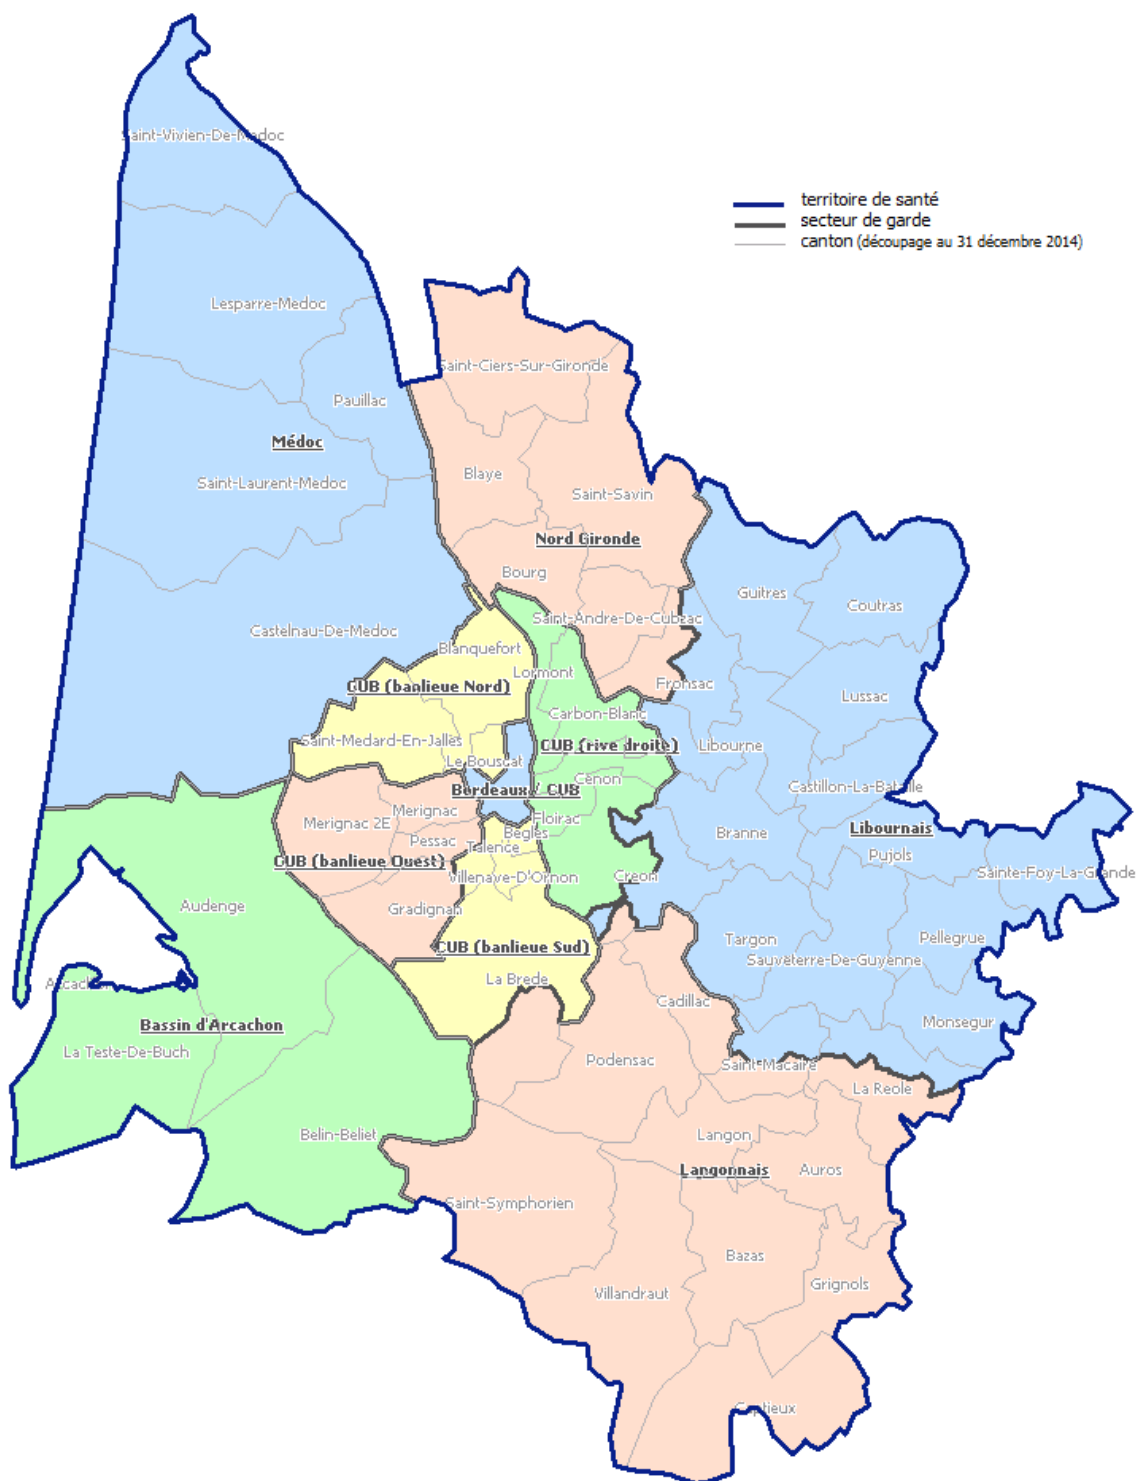 Saint-Vivien-De-Medoc
territoire de santé
secteur de garde
canton (découpage au 31 décembre 2014)
Lesparre-Medoc
Saint-Ciers-Sur-Gironde
Pauillac
Médoc
Blaye
Saint-Laurent-Medoc
Saint-Savin
Nord Gironde
Bourg
Guitres
Coutras
Saint-Andre-De-Cubzac
Castelnau-De-Medoc
Blanquefort
Lormont
Fronsac
CUB (banlieue Nord)
Lussac
Carbon-Blanc
Saint-Medard-En-Jalles
CUB (rive droite)
Libourne
Le Bouscat
Cenon
Castillon-La-Bataille
Bordeaux / CUB
Merignac
Merignac 2E
Floirac
Begles
Branne
Libournais
Pessac
Talence
Pujols
CUB (banlieue Ouest)
Villenave-D'Ornon
Creon
Sainte-Foy-La-Grande
Audenge
Gradignan
Targon
Pellegrue
CUB (banlieue Sud)
Sauveterre-De-Guyenne
La Brede
Arcachon
Cadillac
Bassin d'Arcachon
Monsegur
La Teste-De-Buch
Podensac
Saint-Macaire
La Reole
Belin-Beliet
Langon
Langonnais
Auros
Saint-Symphorien
Bazas
Grignols
Villandraut
Captieux